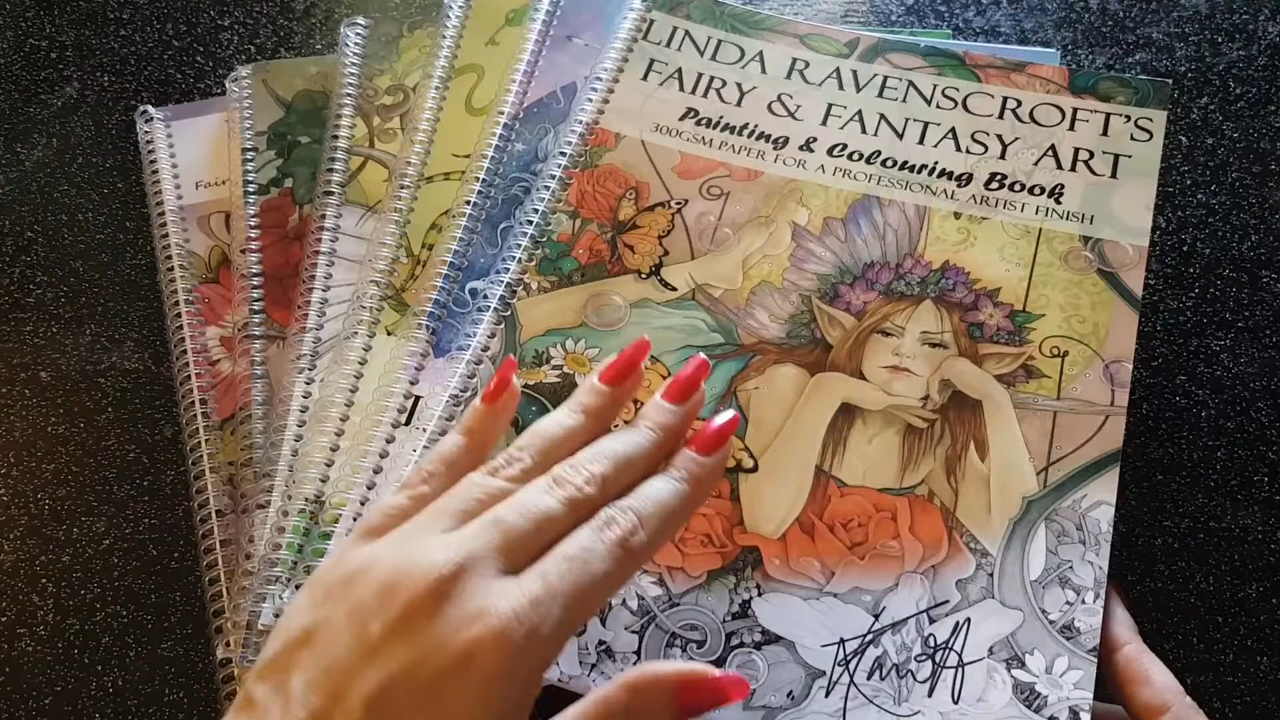 LINDA RAVENSCROFT'S
FAIRY & FANTASY ART
Painting & Colouring Book
300GSM PAPER FOR A PROFESSIONAL ARTIST FINISH
Fair